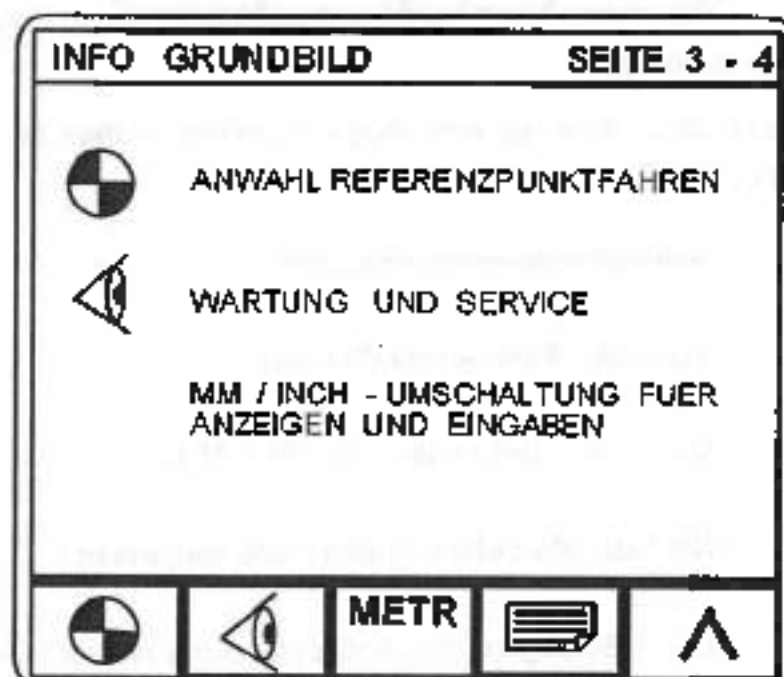 INFO GRUNDBILD SEITE 3 - 4
ANWAHL REFERENZPUNKTFAHREN
WARTUNG UND SERVICE
MM / INCH - UMSCHALTUNG FUER
ANZEIGEN UND EINGABEN
METR